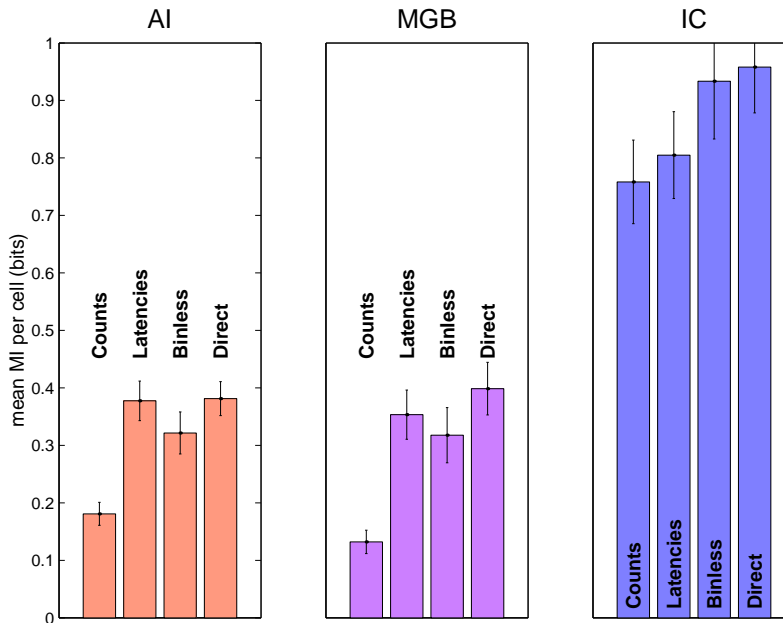 AI
MGB
IC
mean MI per cell (bits)
1
0.9
0.8
0.7
0.6
0.5
0.4
0.3
0.2
0.1
0
Counts
Latencies
Binless
Direct
Counts
Latencies
Binless
Direct
Counts
Latencies
Binless
Direct